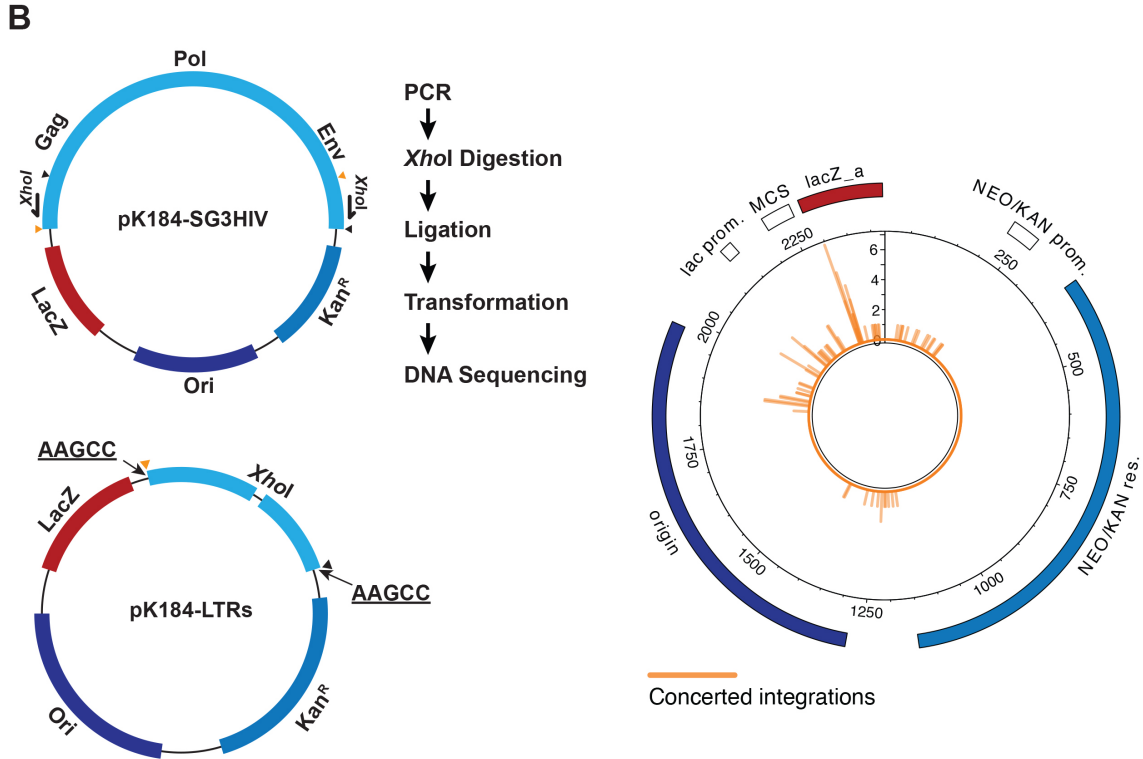 B
Pol
Gag
Env
XhoI
XhoI
pK184-SG3HIV
LacZ
KanR
Ori
PCR
XhoI Digestion
Ligation
Transformation
DNA Sequencing
AAGCC
XhoI
LacZ
pK184-LTRs
AAGCC
Ori
KanR
lac prom.
MCS
lacZ_a
NEO/KAN prom.
2250
6
4
2
0
250
500
750
1000
1250
1500
1750
2000
origin
NEO/KAN res.
Concerted integrations